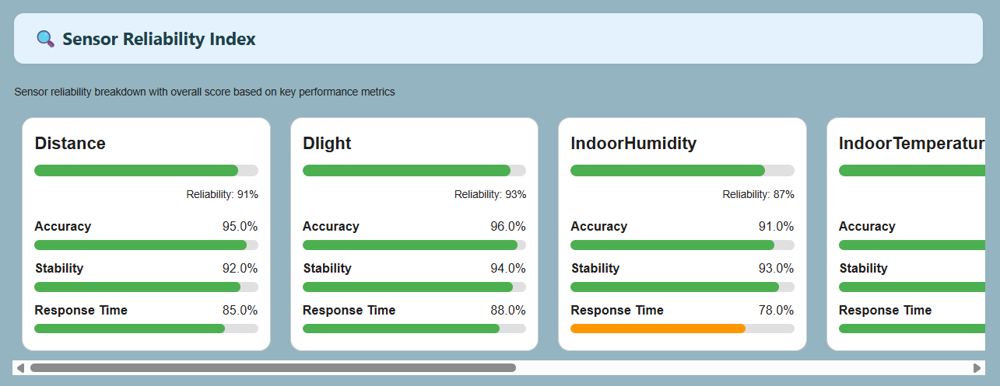 Sensor Reliability Index
Sensor reliability breakdown with overall score based on key performance metrics
Distance
Reliability: 91%
Accuracy 95.0%
Stability 92.0%
Response Time 85.0%
Dlight
Reliability: 93%
Accuracy 96.0%
Stability 94.0%
Response Time 88.0%
IndoorHumidity
Reliability: 87%
Accuracy 91.0%
Stability 93.0%
Response Time 78.0%
IndoorTemperatur
Accuracy
Stability
Response Time